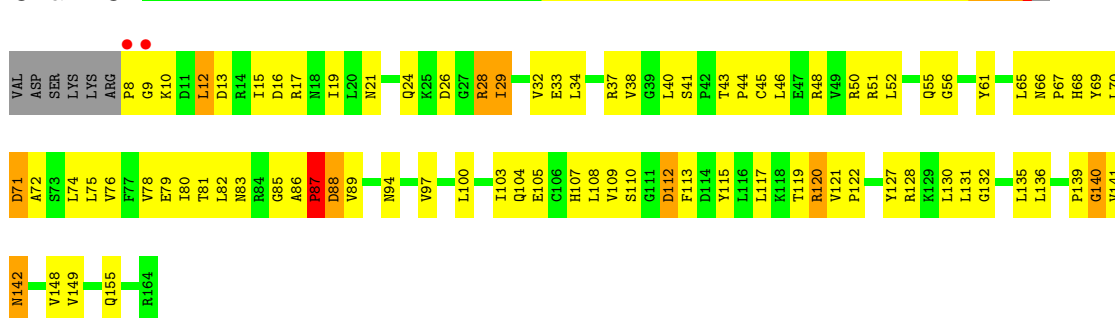 VAL ASP SER LYS LYS ARG P8 G9 K10 D11 L12 D13 R14 I15 D16 R17 N18 I19 L20 N21 Q24 K25 D26 G27 R28 I29 V32 E33 L34 R37 V38 G39 L40 S41 P42 T43 P44 C45 L46 E47 R48 V49 R50 R51 L52 Q55 G56 Y61 L65 N66 P67 H68 Y69 L70
D71 A72 S73 L74 L75 V76 F77 V78 E79 I80 T81 L82 N83 R84 G85 A86 P87 D88 V89 N94 V97 L100 I103 Q104 E105 C106 H107 L108 V109 S110 G111 D112 F113 D114 Y115 L116 L117 K118 T119 R120 V121 P122 Y127 R128 K129 L130 L131 G132 L135 L136 P139 G140 V141
N142 V148 V149 Q155 R164